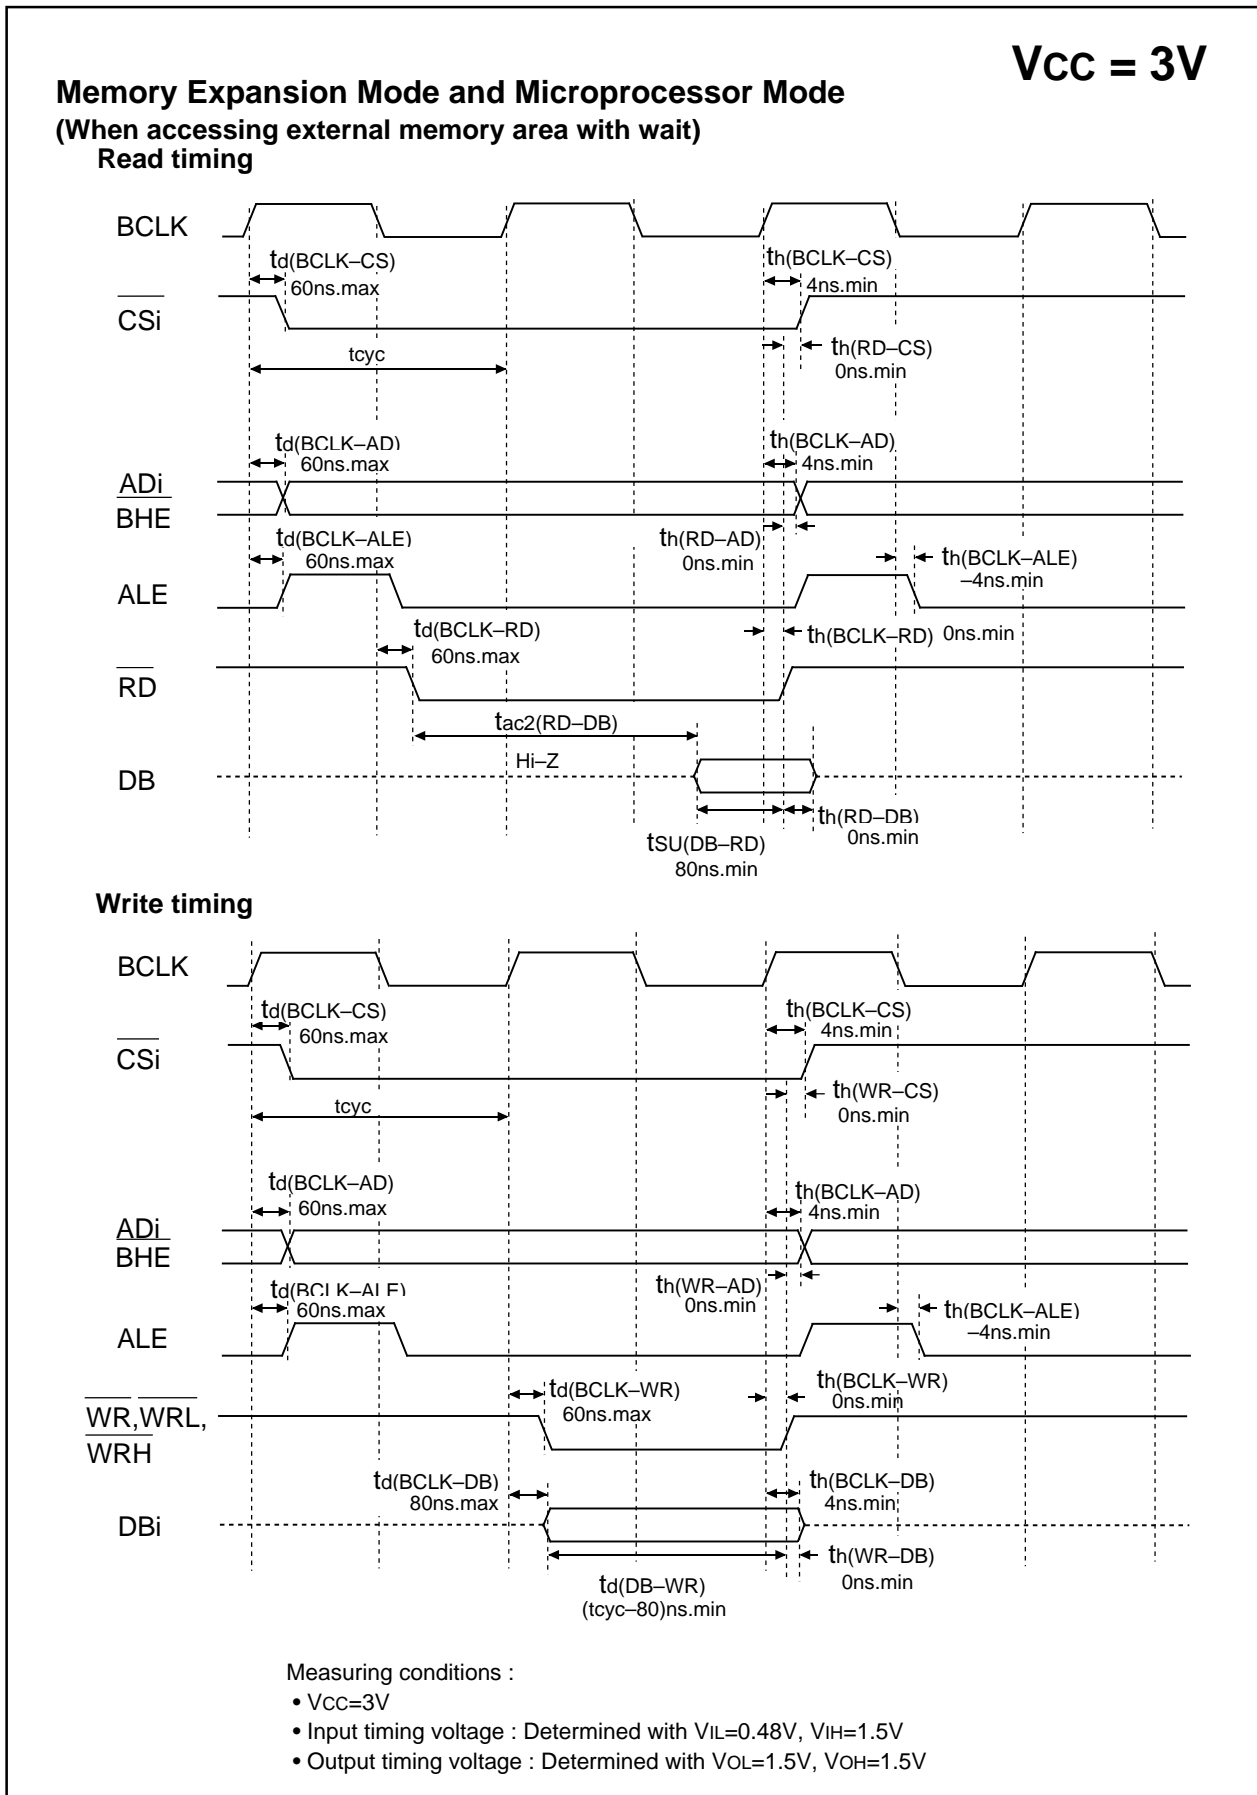 VCC = 3V
Memory Expansion Mode and Microprocessor Mode
(When accessing external memory area with wait)
Read timing
BCLK
td(BCLK–CS)
60ns.max
th(BCLK–CS)
4ns.min
CSi
th(RD–CS)
0ns.min
tcyc
td(BCLK–AD)
60ns.max
th(BCLK–AD)
4ns.min
ADi
BHE
td(BCLK–ALE)
60ns.max
th(RD–AD)
0ns.min
th(BCLK–ALE)
–4ns.min
ALE
td(BCLK–RD)
60ns.max
th(BCLK–RD) 0ns.min
RD
tac2(RD–DB)
Hi–Z
DB
tSU(DB–RD)
80ns.min
th(RD–DB)
0ns.min
Write timing
BCLK
td(BCLK–CS)
60ns.max
th(BCLK–CS)
4ns.min
CSi
tcyc
th(WR–CS)
0ns.min
td(BCLK–AD)
60ns.max
th(BCLK–AD)
4ns.min
ADi
BHE
td(BCLK–ALE)
60ns.max
th(WR–AD)
0ns.min
th(BCLK–ALE)
–4ns.min
ALE
td(BCLK–WR)
60ns.max
th(BCLK–WR)
0ns.min
WR,WRL,
WRH
td(BCLK–DB)
80ns.max
th(BCLK–DB)
4ns.min
DBi
td(DB–WR)
(tcyc–80)ns.min
th(WR–DB)
0ns.min
Measuring conditions :
• VCC=3V
• Input timing voltage : Determined with VIL=0.48V, VIH=1.5V
• Output timing voltage : Determined with VOL=1.5V, VOH=1.5V